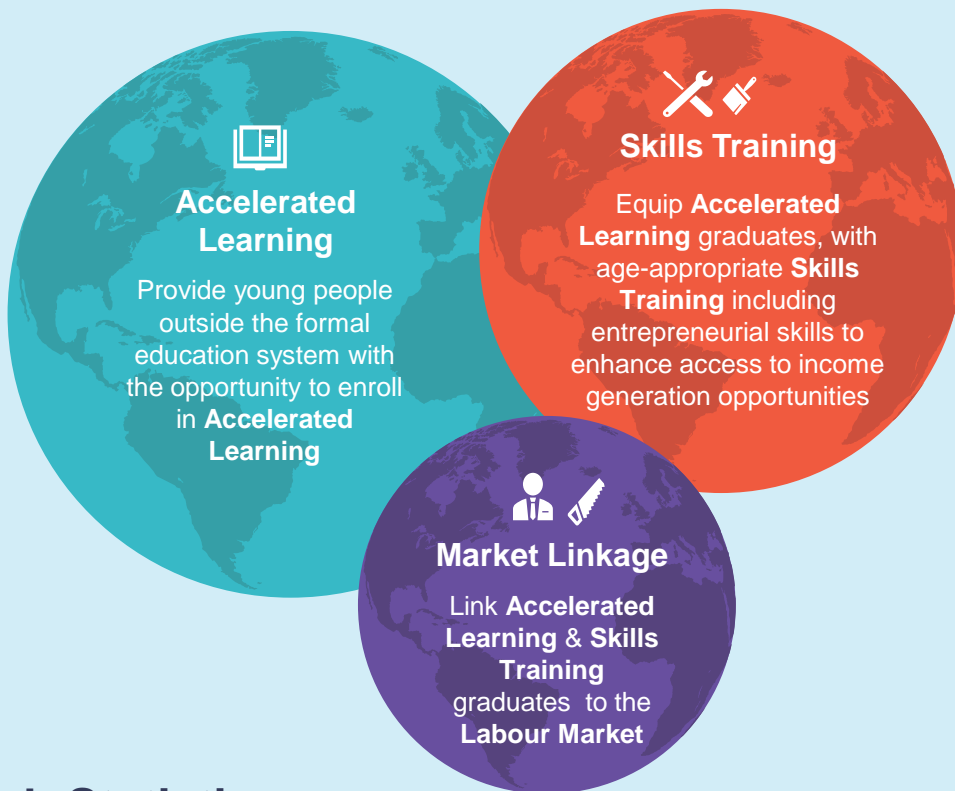 Accelerated
Learning
Provide young people
outside the formal
education system with
the opportunity to enroll
in Accelerated
Learning
Skills Training
Equip Accelerated
Learning graduates, with
age-appropriate Skills
Training including
entrepreneurial skills to
enhance access to income
generation opportunities
Market Linkage
Link Accelerated
Learning & Skills
Training
graduates to the
Labour Market